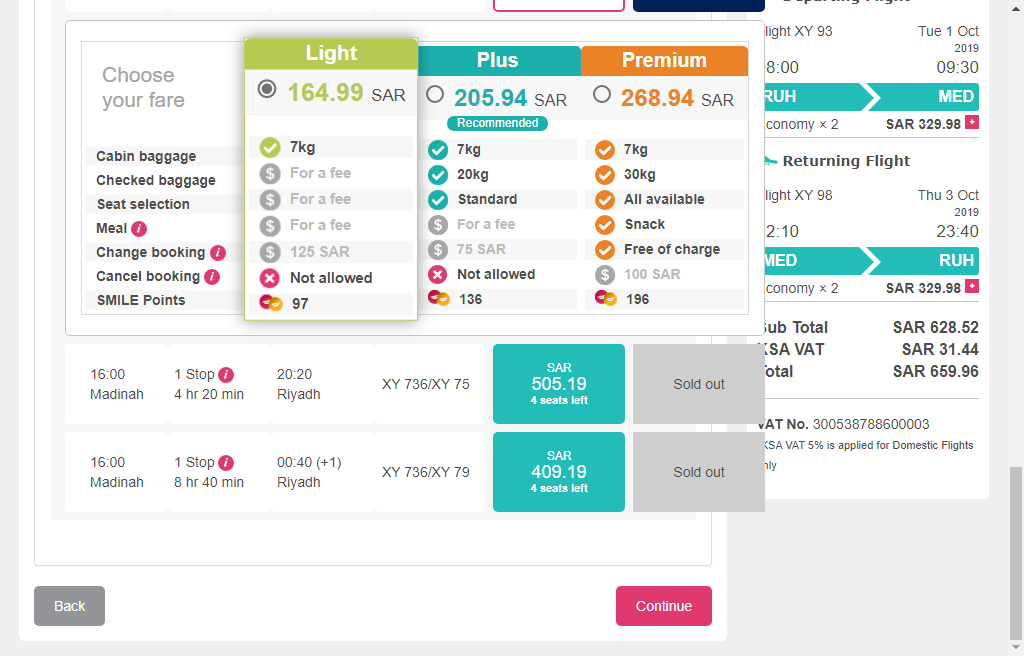 Choose
your fare
Light
164.99 SAR
Plus
205.94 SAR
Recommended
Premium
268.94 SAR
Cabin baggage
7kg
7kg
7kg
Checked baggage
For a fee
20kg
30kg
Seat selection
For a fee
Standard
All available
Meal
For a fee
For a fee
Snack
Change booking
125 SAR
75 SAR
Free of charge
Cancel booking
Not allowed
Not allowed
100 SAR
SMILE Points
97
136
196
16:00
Madinah
1 Stop
4 hr 20 min
20:20
Riyadh
XY 736/XY 75
SAR
505.19
4 seats left
Sold out
16:00
Madinah
1 Stop
8 hr 40 min
00:40 (+1)
Riyadh
XY 736/XY 79
SAR
409.19
4 seats left
Sold out
Back
Continue
light XY 93
Tue 1 Oct
2019
8:00
09:30
RUH
MED
conomy × 2
SAR 329.98
Returning Flight
light XY 98
Thu 3 Oct
2019
2:10
23:40
MED
RUH
conomy × 2
SAR 329.98
ub Total SAR 628.52
KSA VAT SAR 31.44
otal SAR 659.96
VAT No. 300538788600003
KSA VAT 5% is applied for Domestic Flights
nly